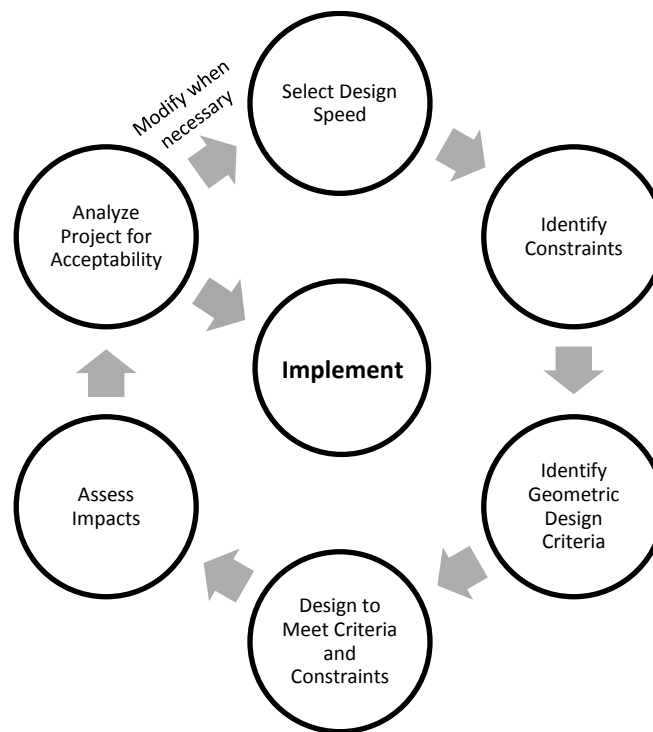 Modify when
necessary
Select Design
Speed
Identify
Constraints
Identify
Geometric
Design
Criteria
Design to
Meet Criteria
and
Constraints
Assess
Impacts
Analyze
Project for
Acceptability
Implement